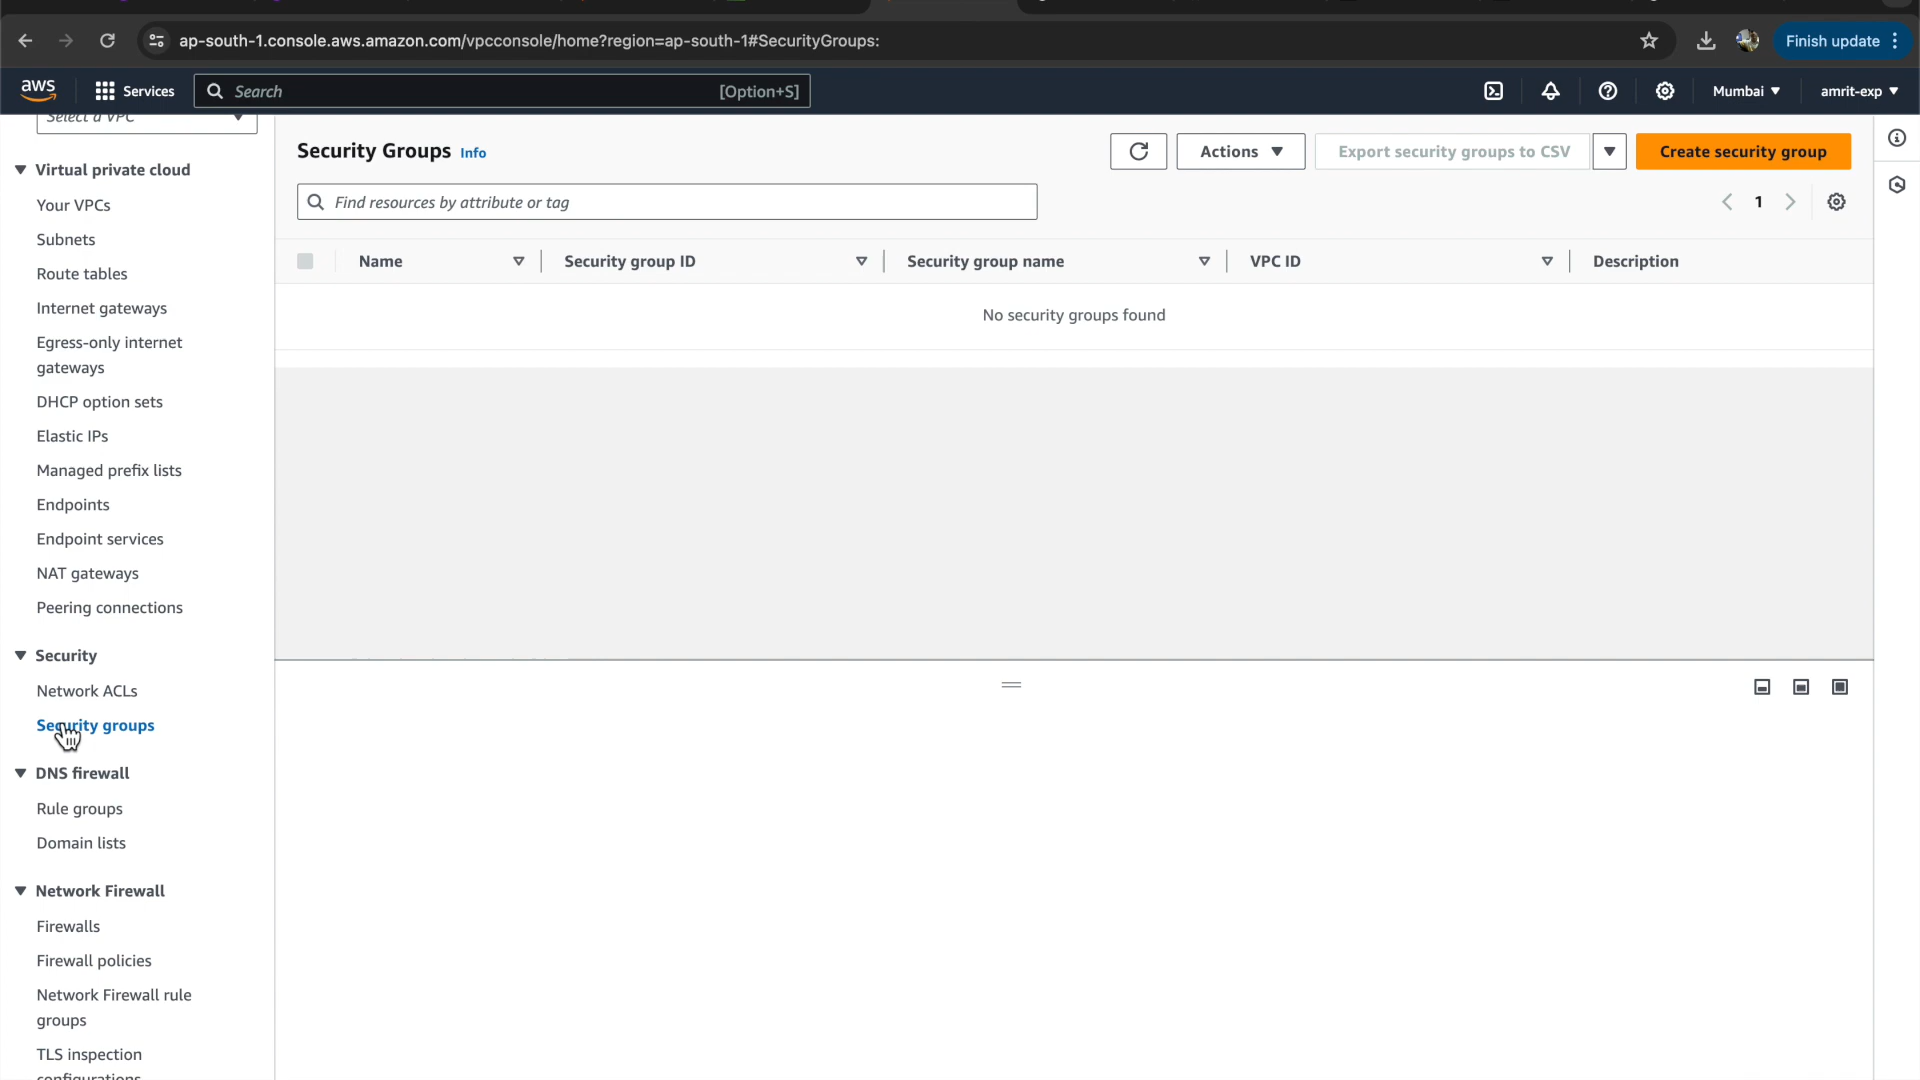 ap-south-1.console.aws.amazon.com/vpcconsole/home?region=ap-south-1#SecurityGroups:
Finish update
aws
Services
Search
[Option+S]
Mumbai
amrit-exp
Select a VPC
Virtual private cloud
Your VPCs
Subnets
Route tables
Internet gateways
Egress-only internet
gateways
DHCP option sets
Elastic IPs
Managed prefix lists
Endpoints
Endpoint services
NAT gateways
Peering connections
Security
Network ACLs
Security groups
DNS firewall
Rule groups
Domain lists
Network Firewall
Firewalls
Firewall policies
Network Firewall rule
groups
TLS inspection
configurations
Security Groups Info
Actions
Export security groups to CSV
Create security group
Find resources by attribute or tag
1
Name
Security group ID
Security group name
VPC ID
Description
No security groups found